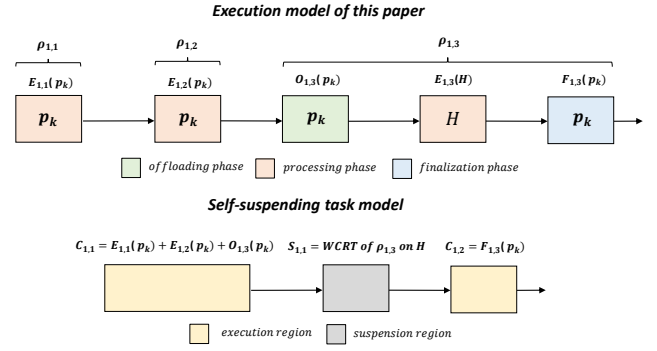 Execution model of this paper
ρ1,1 ρ1,2 ρ1,3
E1,1(pk) E1,2(pk) O1,3(pk) E1,3(H) F1,3(pk)
pk pk pk H pk
offloading phase processing phase finalization phase
Self-suspending task model
C1,1 = E1,1(pk) + E1,2(pk) + O1,3(pk) S1,1 = WCRT of ρ1,3 on H C1,2 = F1,3(pk)
execution region suspension region